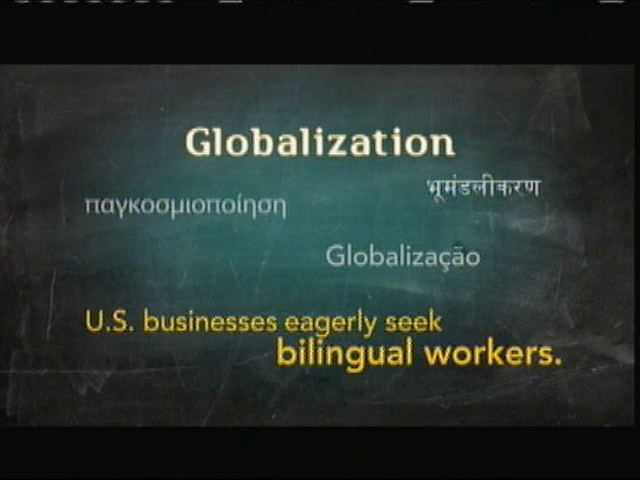 Globalization
भूमंडलीकरण
παγκοσμιοποίηση
Globalização
U.S. businesses eagerly seek
bilingual workers.